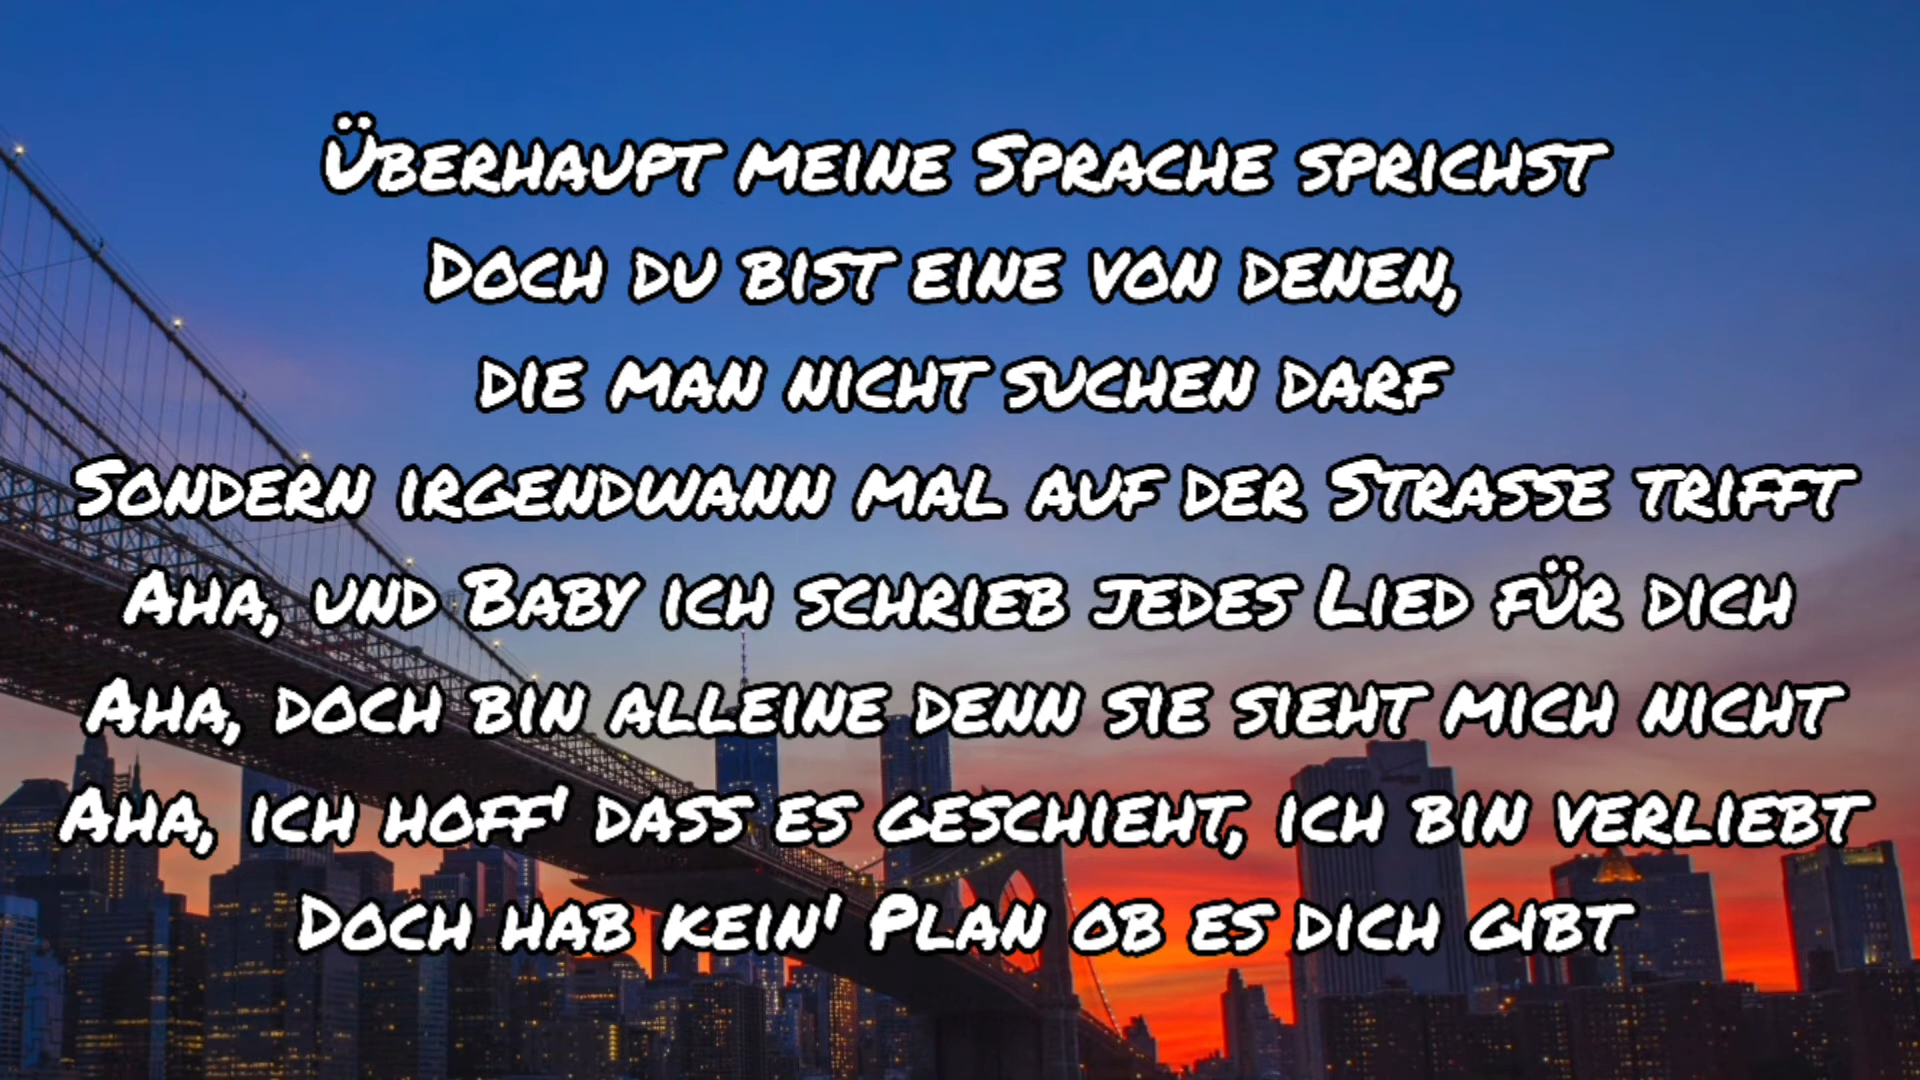 Überhaupt meine Sprache sprichst
Doch du bist eine von denen,
die man nicht suchen darf
Sondern irgendwann mal auf der Strasse trifft
Aha, und Baby ich schrieb jedes Lied für dich
Aha, doch bin alleine denn sie sieht mich nicht
Aha, ich hoff' dass es geschieht, ich bin verliebt
Doch hab kein' Plan ob es dich gibt